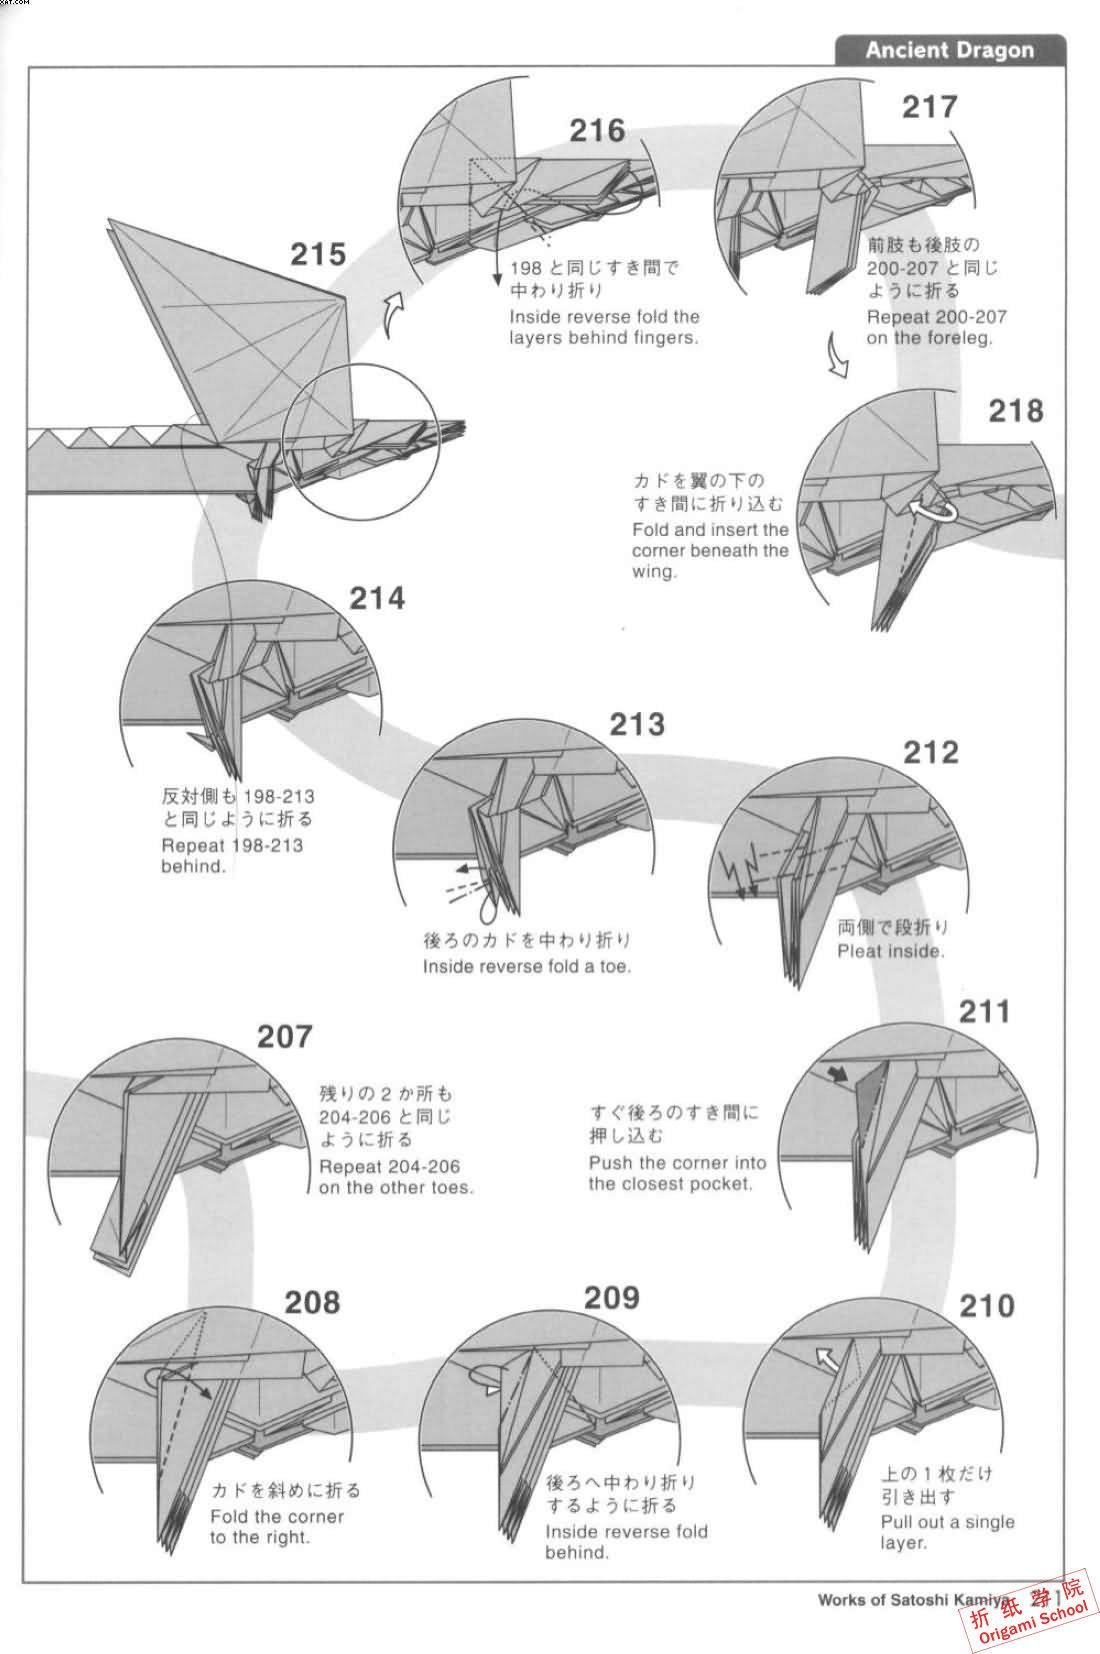 XAT.COM
Ancient Dragon
207
残りの2か所も
204-206 と同じ
ように折る
Repeat 204-206
on the other toes.
208
カドを斜めに折る
Fold the corner
to the right.
209
後ろへ中わり折り
するように折る
Inside reverse fold
behind.
210
上の1枚だけ
引き出す
Pull out a single
layer.
211
すぐ後ろのすき間に
押し込む
Push the corner into
the closest pocket.
212
両側で段折り
Pleat inside.
213
後ろのカドを中わり折り
Inside reverse fold a toe.
214
反対側も 198-213
と同じように折る
Repeat 198-213
behind.
215
216
198 と同じすき間で
中わり折り
Inside reverse fold the
layers behind fingers.
217
前肢も後肢の
200-207 と同じ
ように折る
Repeat 200-207
on the foreleg.
218
カドを翼の下の
すき間に折り込む
Fold and insert the
corner beneath the
wing.
Works of Satoshi Kamiya
折纸学院
Origami School